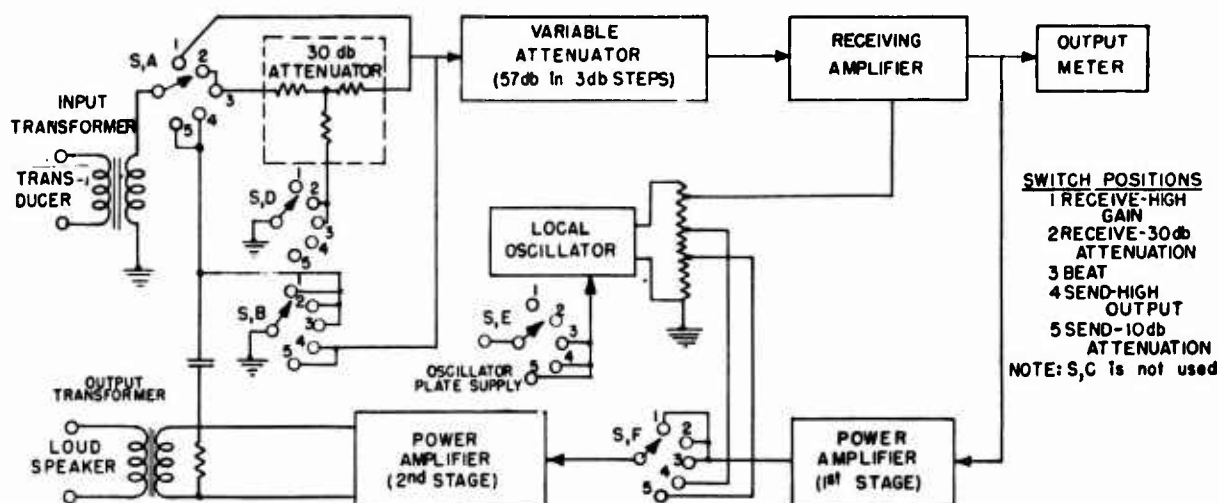 S,A
1
2
3
4
5
30 db
ATTENUATOR
VARIABLE
ATTENUATOR
(57db in 3db STEPS)
RECEIVING
AMPLIFIER
OUTPUT
METER
INPUT
TRANSFORMER
TRANS-
DUCER
S,D
1
2
3
4
5
S,B
1
2
3
4
5
LOCAL
OSCILLATOR
S,E
1
2
3
4
5
OSCILLATOR
PLATE SUPPLY
SWITCH POSITIONS
1 RECEIVE-HIGH
GAIN
2 RECEIVE-30db
ATTENUATION
3 BEAT
4 SEND-HIGH
OUTPUT
5 SEND-10db
ATTENUATION
NOTE: S,C is not used
OUTPUT
TRANSFORMER
LOUD
SPEAKER
POWER
AMPLIFIER
(2nd STAGE)
S,F
1
2
3
4
5
POWER
AMPLIFIER
(1st STAGE)